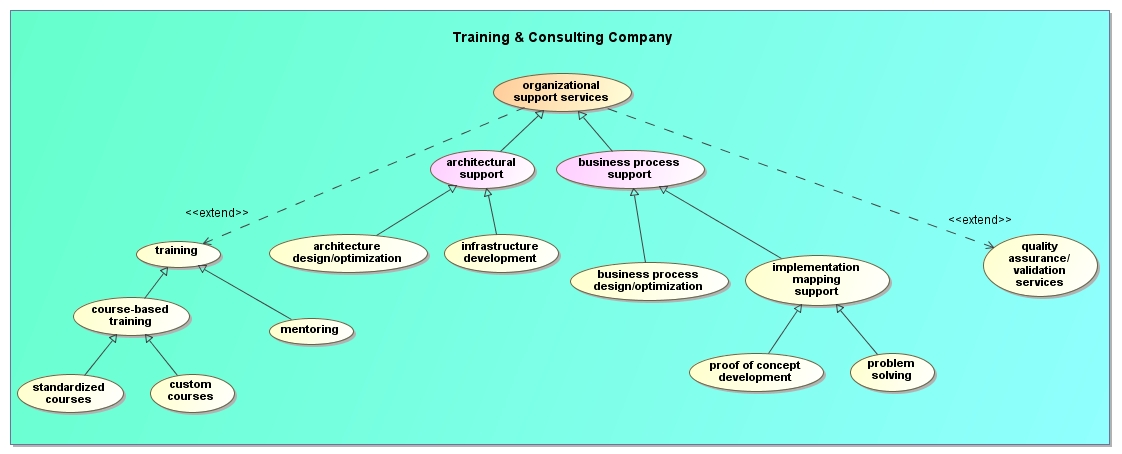 Training & Consulting Company
organizational
support services
architectural
support
business process
support
<<extend>>
<<extend>>
training
architecture
design/optimization
infrastructure
development
quality
assurance/
validation
services
business process
design/optimization
implementation
mapping
support
course-based
training
mentoring
proof of concept
development
problem
solving
standardized
courses
custom
courses